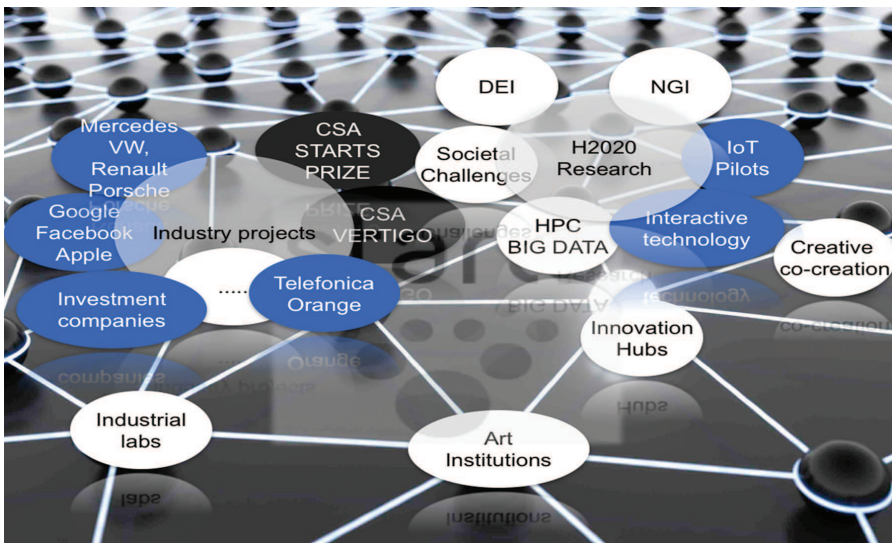 DEI
NGI
Mercedes
VW,
Renault
Porsche
CSA
STARTS
PRIZE
Societal
Challenges
H2020
Research
IoT
Pilots
Google
Facebook
Apple
Industry projects
CSA
VERTIGO
HPC
BIG DATA
Interactive
technology
Creative
co-creation
Investment
companies
.....
Telefonica
Orange
Innovation
Hubs
Industrial
labs
Art
Institutions